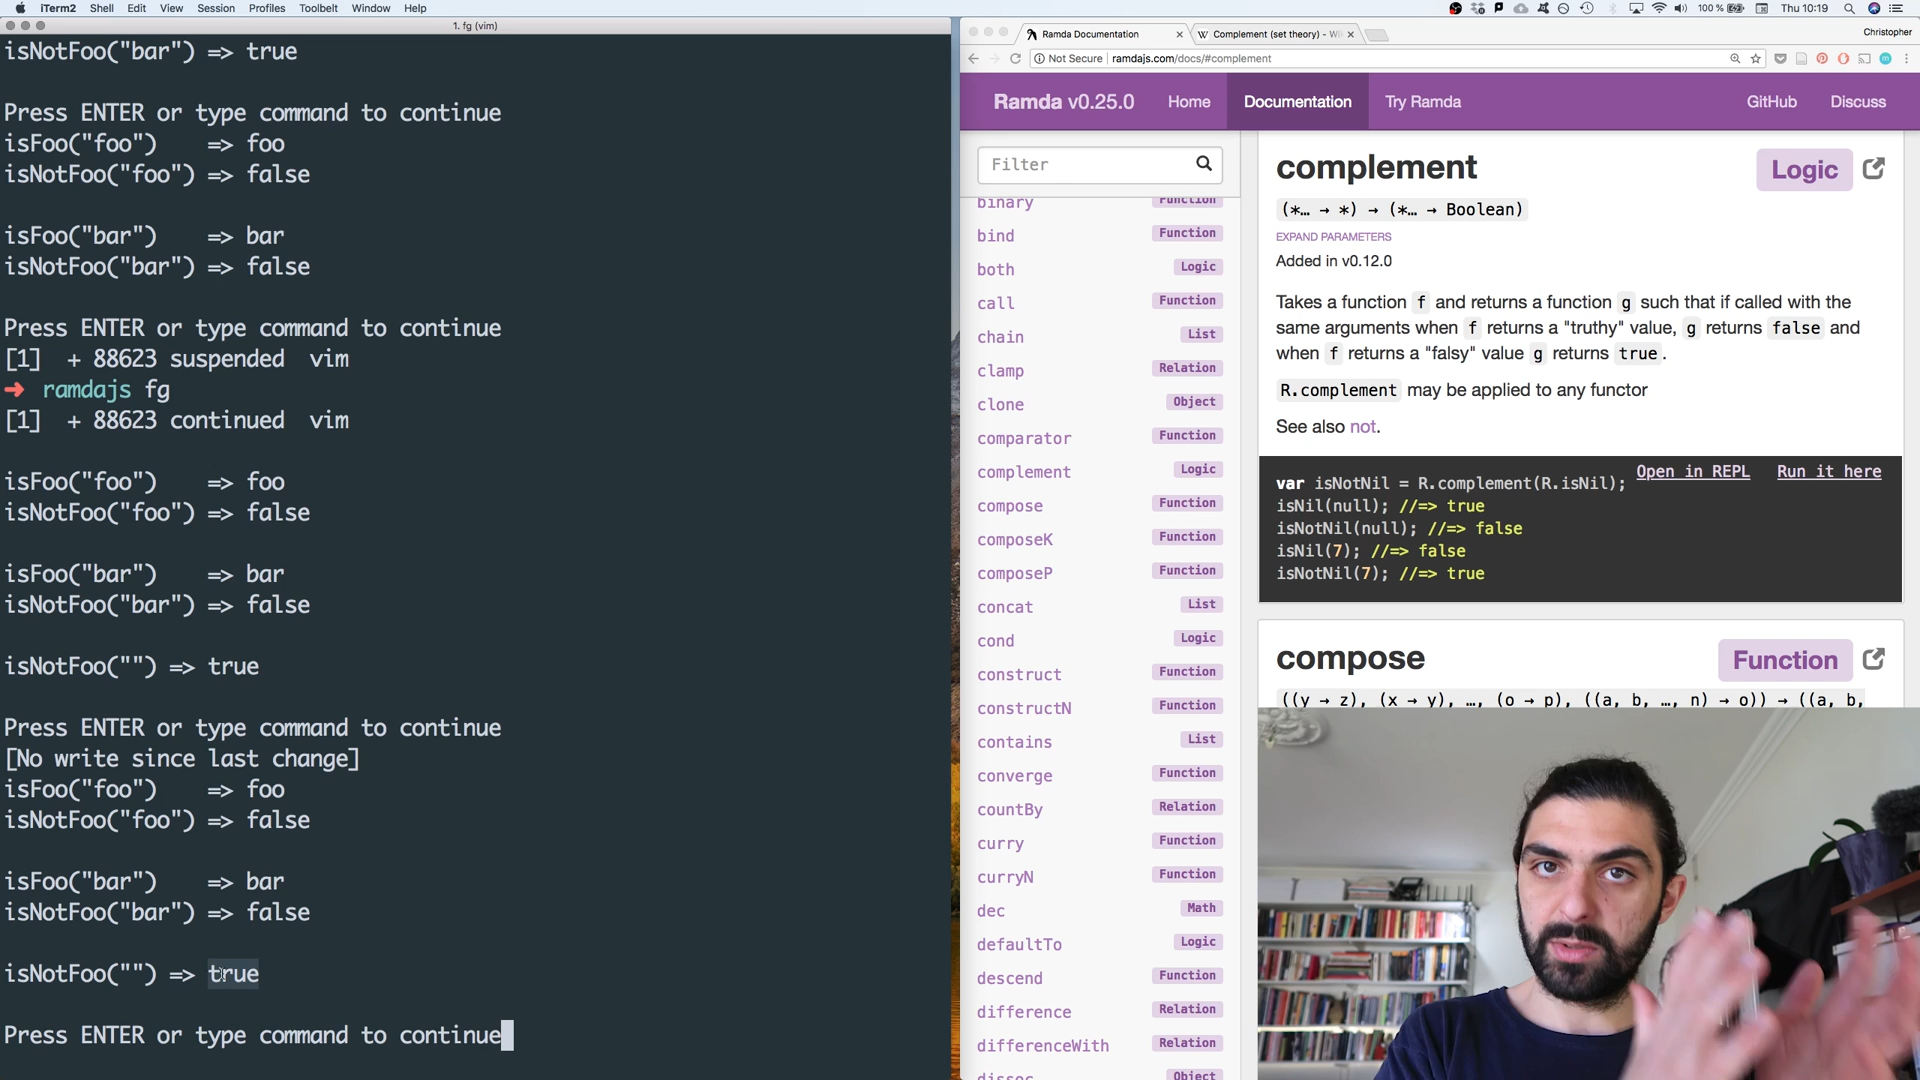 iTerm2 Shell Edit View Session Profiles Toolbelt Window Help
100 % Thu 10:19
1. fg (vim)
isNotFoo("bar") => true
Press ENTER or type command to continue
isFoo("foo") => foo
isNotFoo("foo") => false
isFoo("bar") => bar
isNotFoo("bar") => false
Press ENTER or type command to continue
[1] + 88623 suspended vim
➜ ramdajs fg
[1] + 88623 continued vim
isFoo("foo") => foo
isNotFoo("foo") => false
isFoo("bar") => bar
isNotFoo("bar") => false
isNotFoo("") => true
Press ENTER or type command to continue
[No write since last change]
isFoo("foo") => foo
isNotFoo("foo") => false
isFoo("bar") => bar
isNotFoo("bar") => false
isNotFoo("") => true
Press ENTER or type command to continue
Ramda Documentation
Complement (set theory) - Wi
Christopher
Not Secure ramdajs.com/docs/#complement
Ramda v0.25.0 Home Documentation Try Ramda GitHub Discuss
Filter
binary Function
bind Function
both Logic
call Function
chain List
clamp Relation
clone Object
comparator Function
complement Logic
compose Function
composeK Function
composeP Function
concat List
cond Logic
construct Function
constructN Function
contains List
converge Function
countBy Relation
curry Function
curryN Function
dec Math
defaultTo Logic
descend Function
difference Relation
differenceWith Relation
dissoc Object
complement Logic
(*… → *) → (*… → Boolean)
EXPAND PARAMETERS
Added in v0.12.0
Takes a function f and returns a function g such that if called with the
same arguments when f returns a "truthy" value, g returns false and
when f returns a "falsy" value g returns true.
R.complement may be applied to any functor
See also not.
Open in REPL Run it here
var isNotNil = R.complement(R.isNil);
isNil(null); //=> true
isNotNil(null); //=> false
isNil(7); //=> false
isNotNil(7); //=> true
compose Function
((y → z), (x → y), …, (o → p), ((a, b, …, n) → o)) → ((a, b,